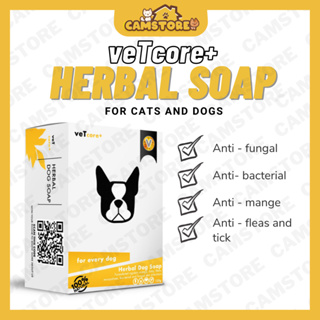 CAMSTORE
veTcore+
HERBAL SOAP
FOR CATS AND DOGS
veTcore+
HERBAL
DOG SOAP
for every dog
Herbal Dog Soap
100%
Anti - fungal
Anti- bacterial
Anti - mange
Anti - fleas and
tick